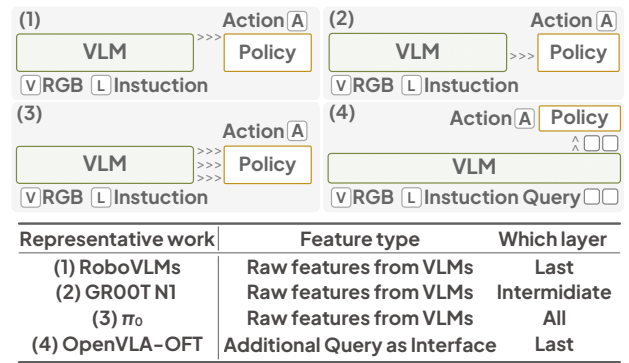 (1) Action A
>>>
VLM Policy
V RGB L Instuction
(2) Action A
VLM >>> Policy
V RGB L Instuction
(3)
Action A
>>>
VLM >>> Policy
>>>
V RGB L Instuction
(4) Action A Policy
VLM
V RGB L Instuction Query
Representative work Feature type Which layer
(1) RoboVLMs Raw features from VLMs Last
(2) GR00T N1 Raw features from VLMs Intermidiate
(3) π₀ Raw features from VLMs All
(4) OpenVLA-OFT Additional Query as Interface Last